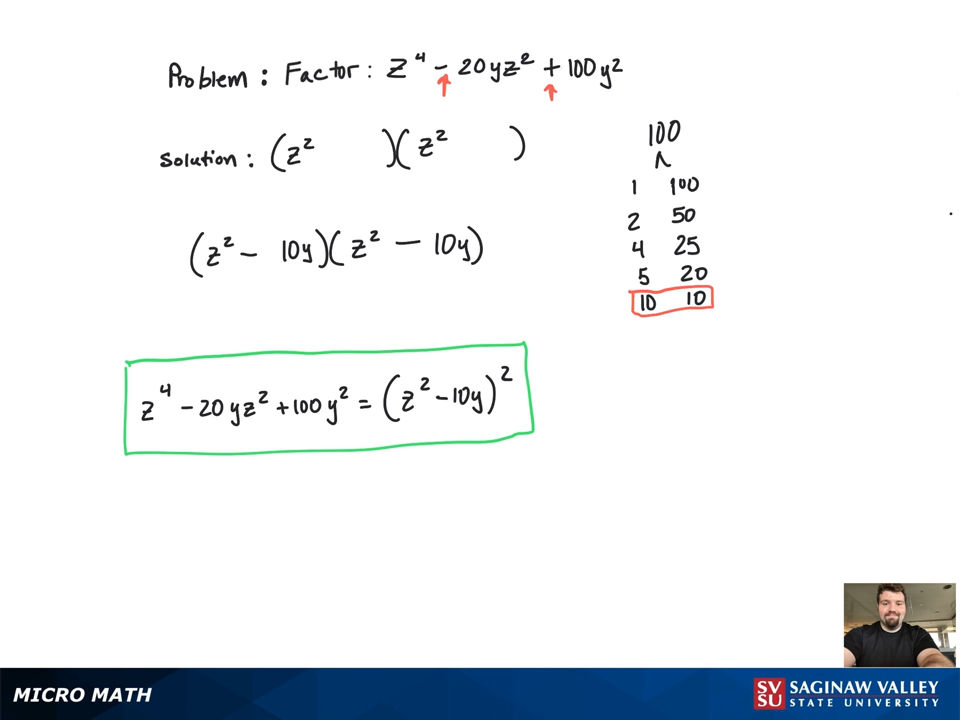 Problem : Factor : z⁴ - 20yz² + 100y²
Solution : (z² )(z² )
(z² - 10y)(z² - 10y)
100
1 100
2 50
4 25
5 20
10 10
z⁴ - 20yz² + 100y² = (z² - 10y)²
MICRO MATH
SV SU SAGINAW VALLEY
STATE UNIVERSITY